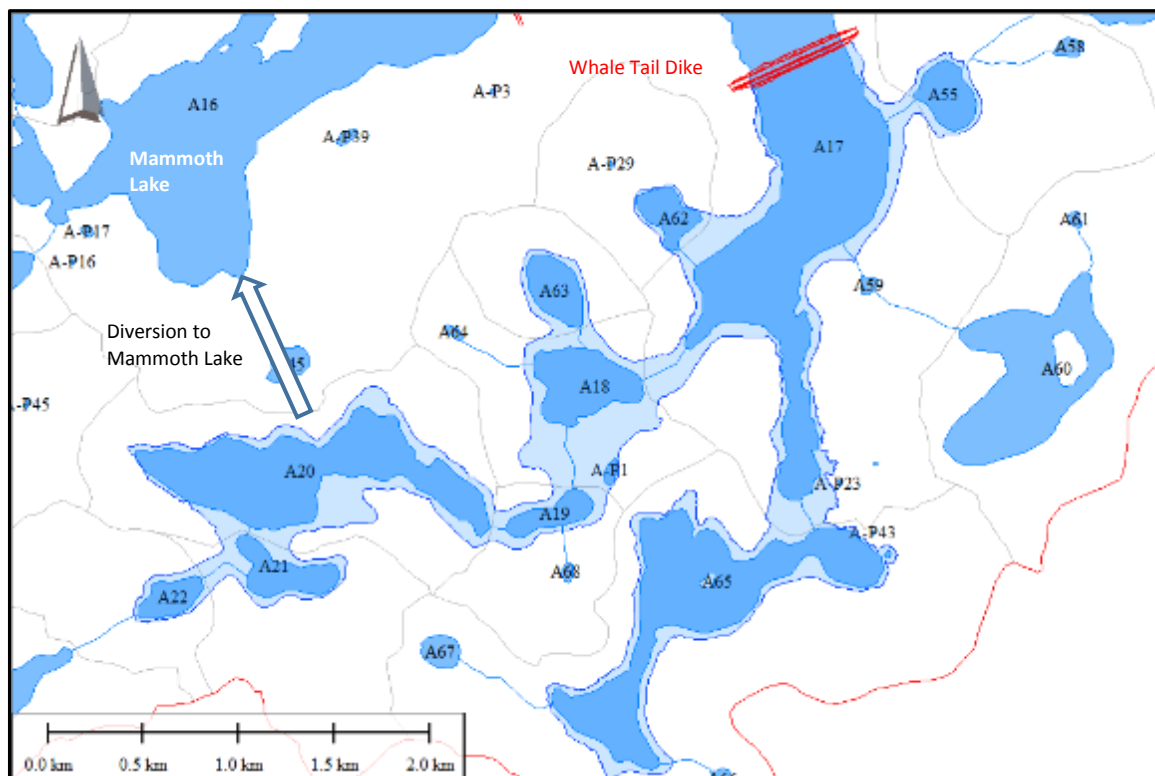 A58
Whale Tail Dike
A-P3
A55
A16
A-P39
A17
Mammoth
Lake
A-P29
A62
A61
A-P17
A-P16
A59
A63
A64
Diversion to
Mammoth Lake
A60
A18
A20
A-P1
A-P23
A19
A-P43
A21
A68
A65
A22
A67
0.0 km 0.5 km 1.0 km 1.5 km 2.0 km